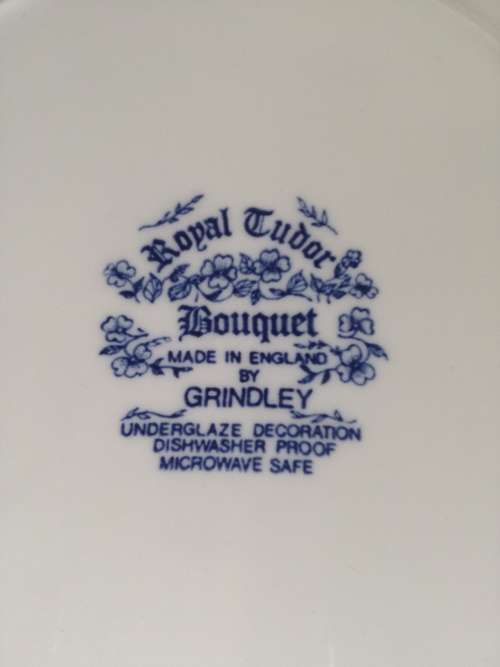 Royal Tudor
Bouquet
MADE IN ENGLAND
BY
GRINDLEY
UNDERGLAZE DECORATION
DISHWASHER PROOF
MICROWAVE SAFE